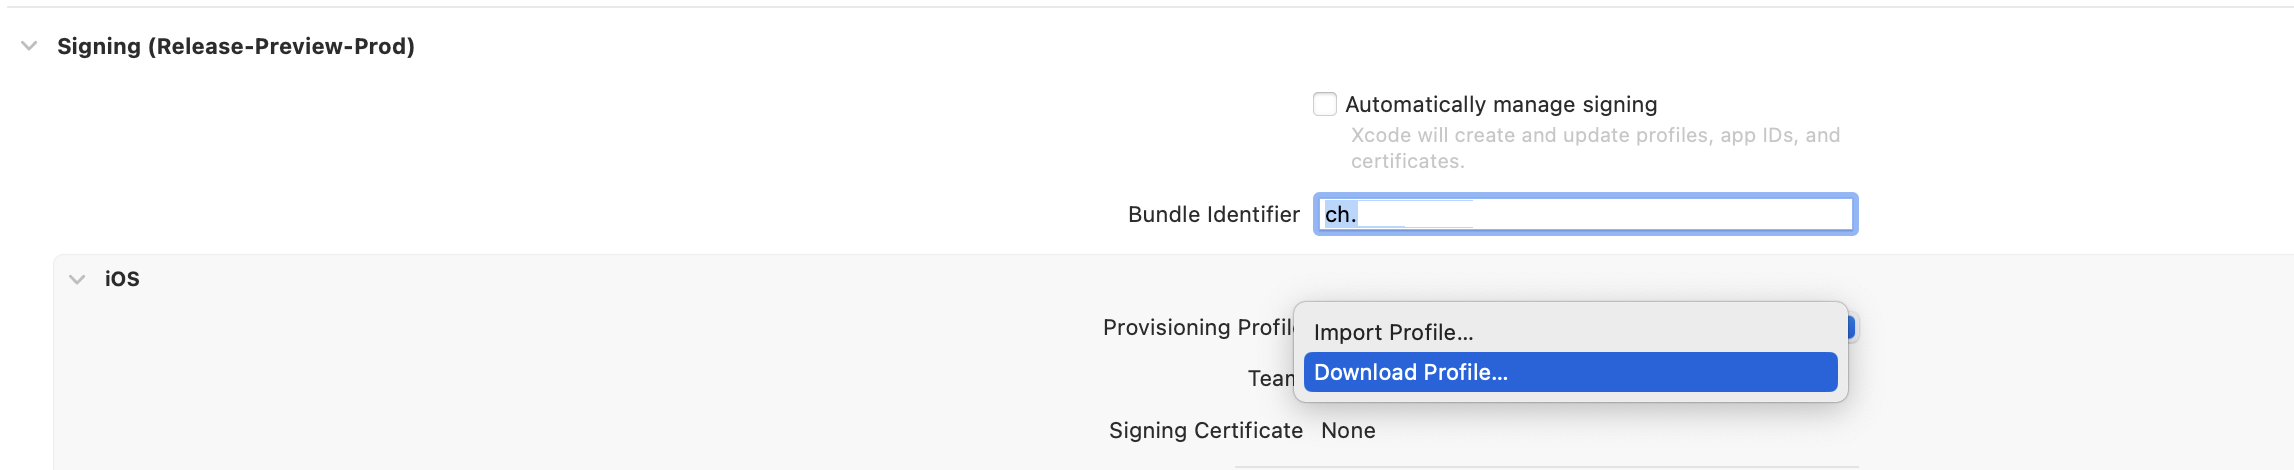 Signing (Release-Preview-Prod)
Automatically manage signing
Xcode will create and update profiles, app IDs, and
certificates.
Bundle Identifier ch.
iOS
Provisioning Profil
Import Profile...
Download Profile...
Tean
Signing Certificate None